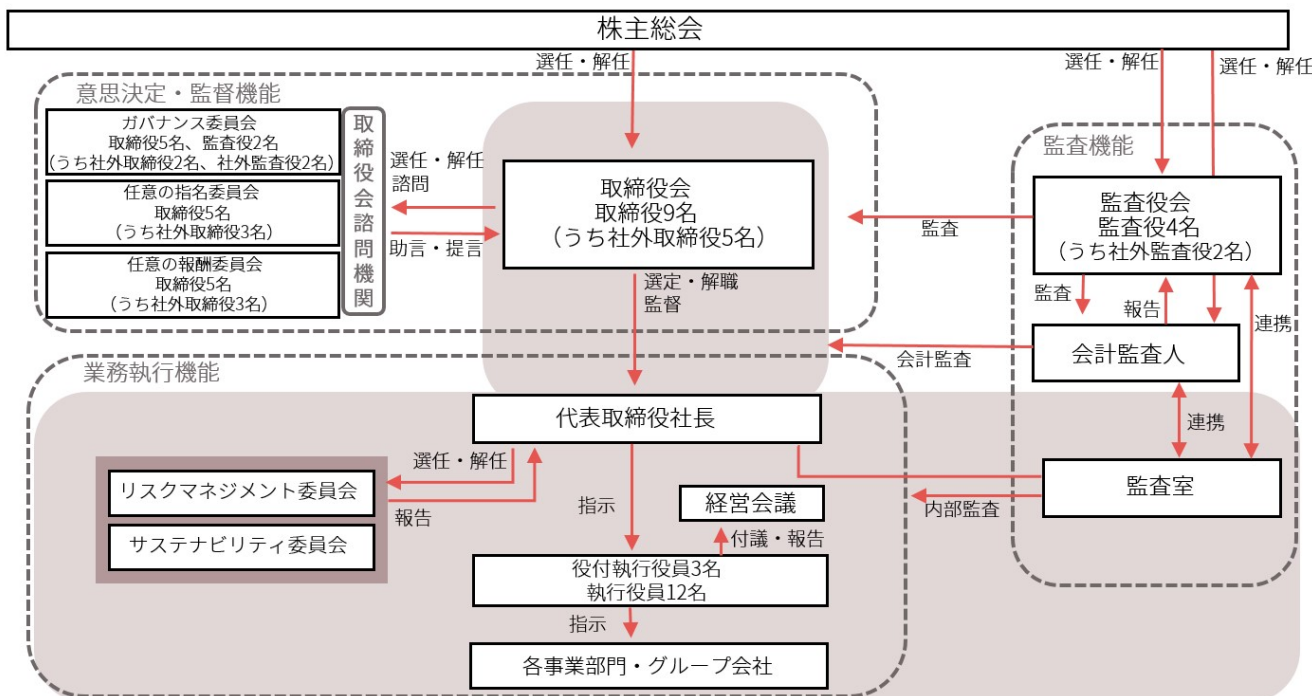 株主総会
選任・解任
選任・解任
選任・解任
意思決定・監督機能
ガバナンス委員会
取締役5名、監査役2名
(うち社外取締役2名、社外監査役2名)
任意の指名委員会
取締役5名
(うち社外取締役3名)
任意の報酬委員会
取締役5名
(うち社外取締役3名)
取締役会諮問機関
選任・解任
諮問
助言・提言
取締役会
取締役9名
(うち社外取締役5名)
選定・解職
監督
監査
監査機能
監査役会
監査役4名
(うち社外監査役2名)
監査
報告
連携
会計監査人
会計監査
連携
監査室
内部監査
業務執行機能
代表取締役社長
選任・解任
報告
リスクマネジメント委員会
サステナビリティ委員会
指示
経営会議
付議・報告
役付執行役員3名
執行役員12名
指示
各事業部門・グループ会社